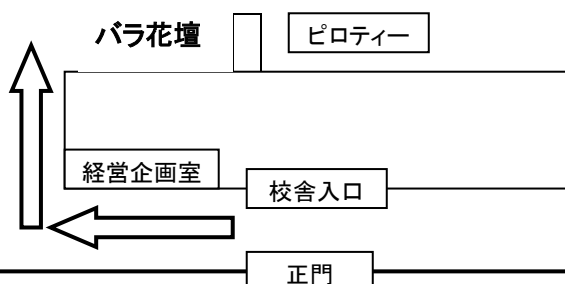 バラ花壇
ピロティー
経営企画室
校舎入口
正門